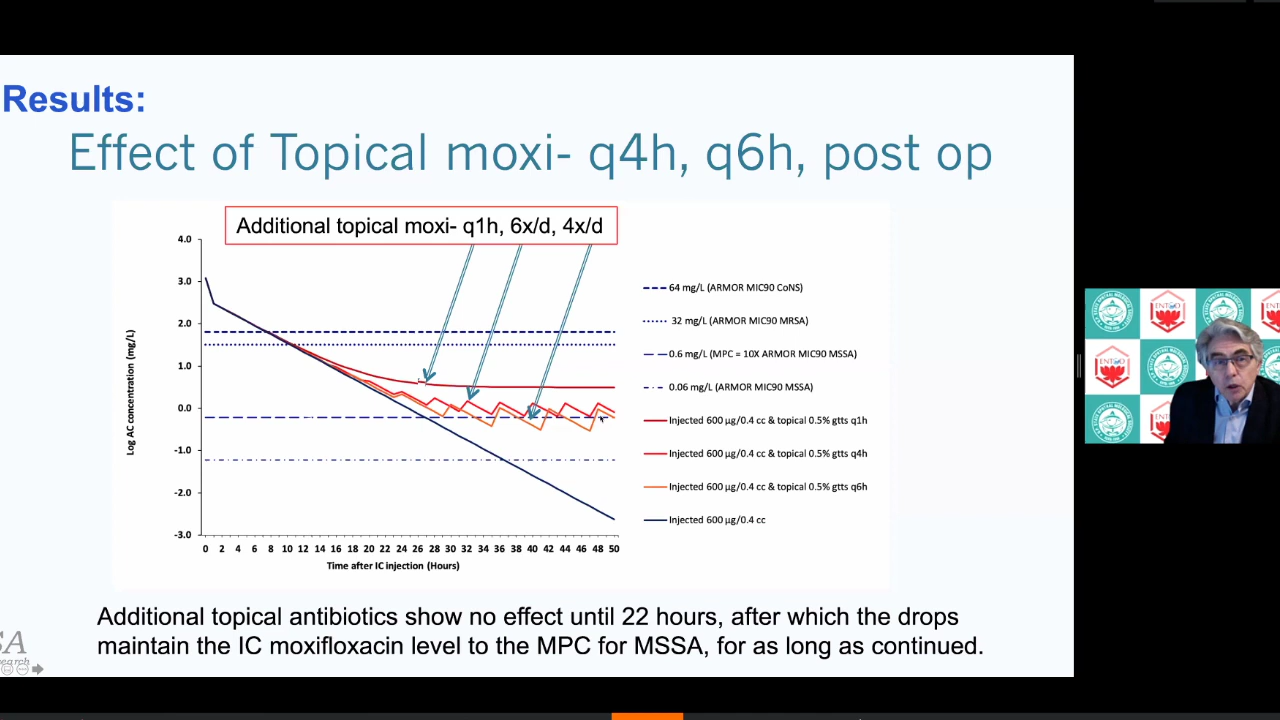 Results:
Effect of Topical moxi- q4h, q6h, post op
Additional topical moxi- q1h, 6x/d, 4x/d
4.0
3.0
2.0
1.0
0.0
-1.0
-2.0
-3.0
Log AC concentration (mg/L)
0 2 4 6 8 10 12 14 16 18 20 22 24 26 28 30 32 34 36 38 40 42 44 46 48 50
Time after IC injection (Hours)
64 mg/L (ARMOR MIC90 CoNS)
32 mg/L (ARMOR MIC90 MRSA)
0.6 mg/L (MPC = 10X ARMOR MIC90 MSSA)
0.06 mg/L (ARMOR MIC90 MSSA)
Injected 600 µg/0.4 cc & topical 0.5% gtts q1h
Injected 600 µg/0.4 cc & topical 0.5% gtts q4h
Injected 600 µg/0.4 cc & topical 0.5% gtts q6h
Injected 600 µg/0.4 cc
Additional topical antibiotics show no effect until 22 hours, after which the drops
maintain the IC moxifloxacin level to the MPC for MSSA, for as long as continued.
SA